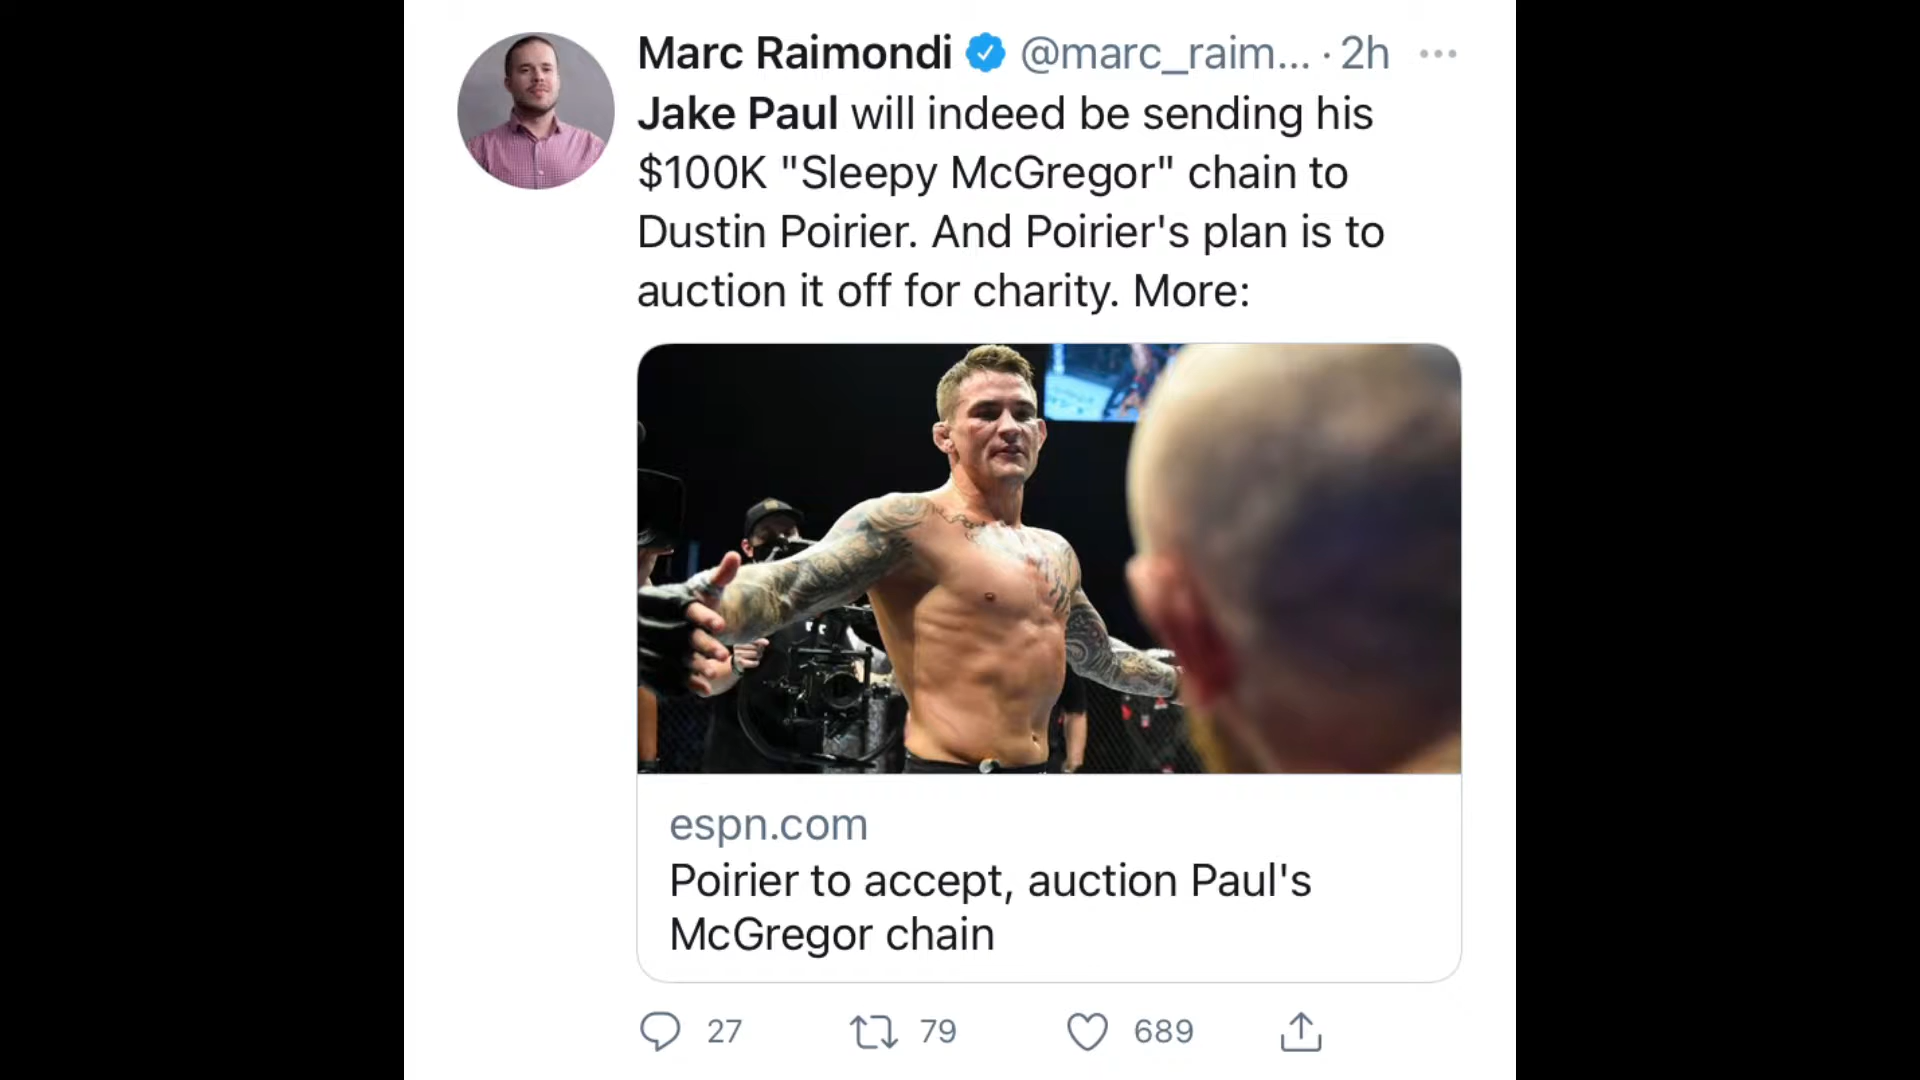 Marc Raimondi @marc_raim... · 2h
Jake Paul will indeed be sending his
$100K "Sleepy McGregor" chain to
Dustin Poirier. And Poirier's plan is to
auction it off for charity. More:
espn.com
Poirier to accept, auction Paul's
McGregor chain
27 79 689